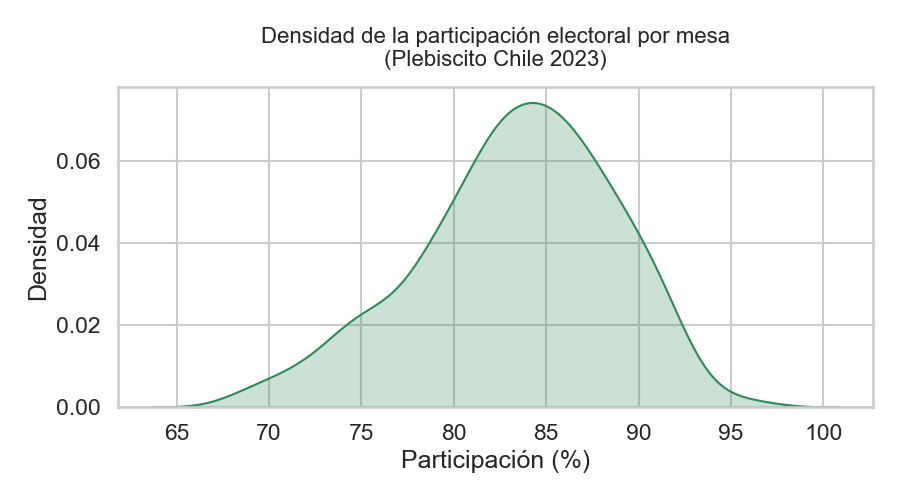 Densidad de la participación electoral por mesa
(Plebiscito Chile 2023)
Densidad
0.06
0.04
0.02
0.00
65 70 75 80 85 90 95 100
Participación (%)